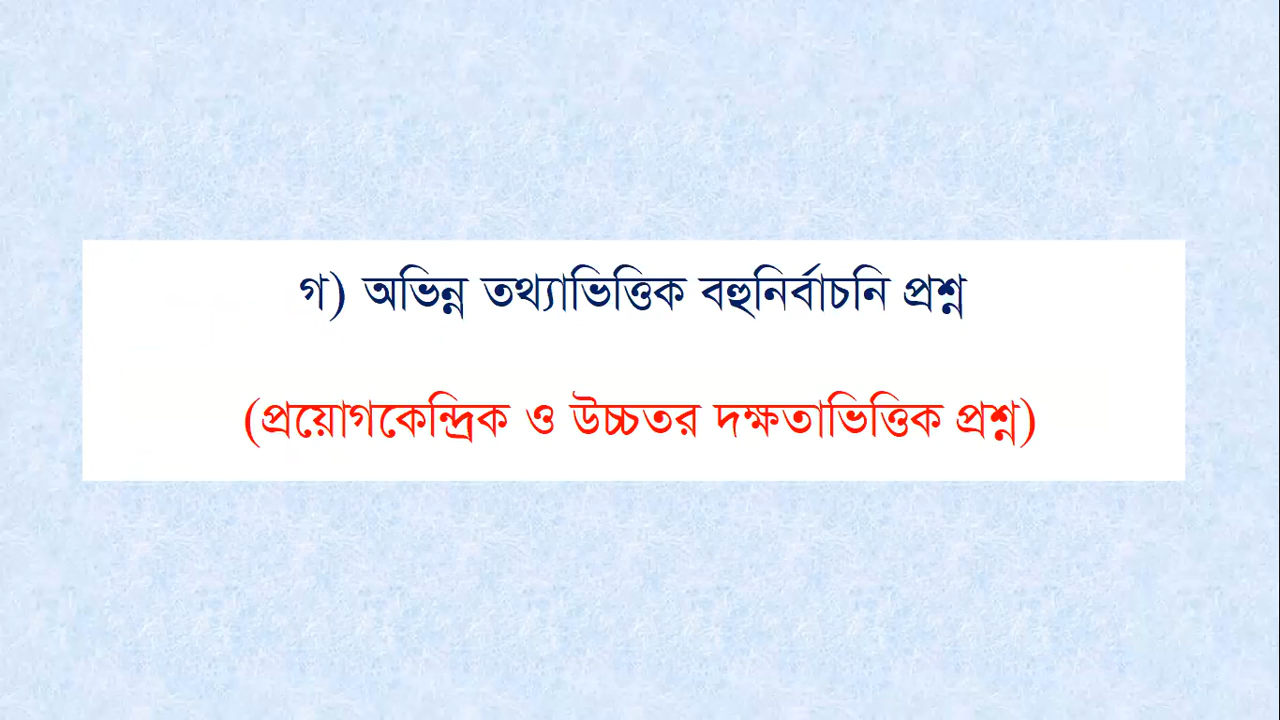 গ) অভিন্ন তথ্যাভিত্তিক বহুনির্বাচনি প্রশ্ন
(প্রয়োগকেন্দ্রিক ও উচ্চতর দক্ষতাভিত্তিক প্রশ্ন)